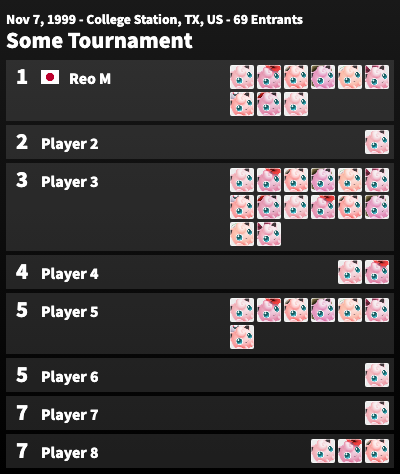 Nov 7, 1999 - College Station, TX, US - 69 Entrants
Some Tournament
1 Reo M
2 Player 2
3 Player 3
4 Player 4
5 Player 5
5 Player 6
7 Player 7
7 Player 8